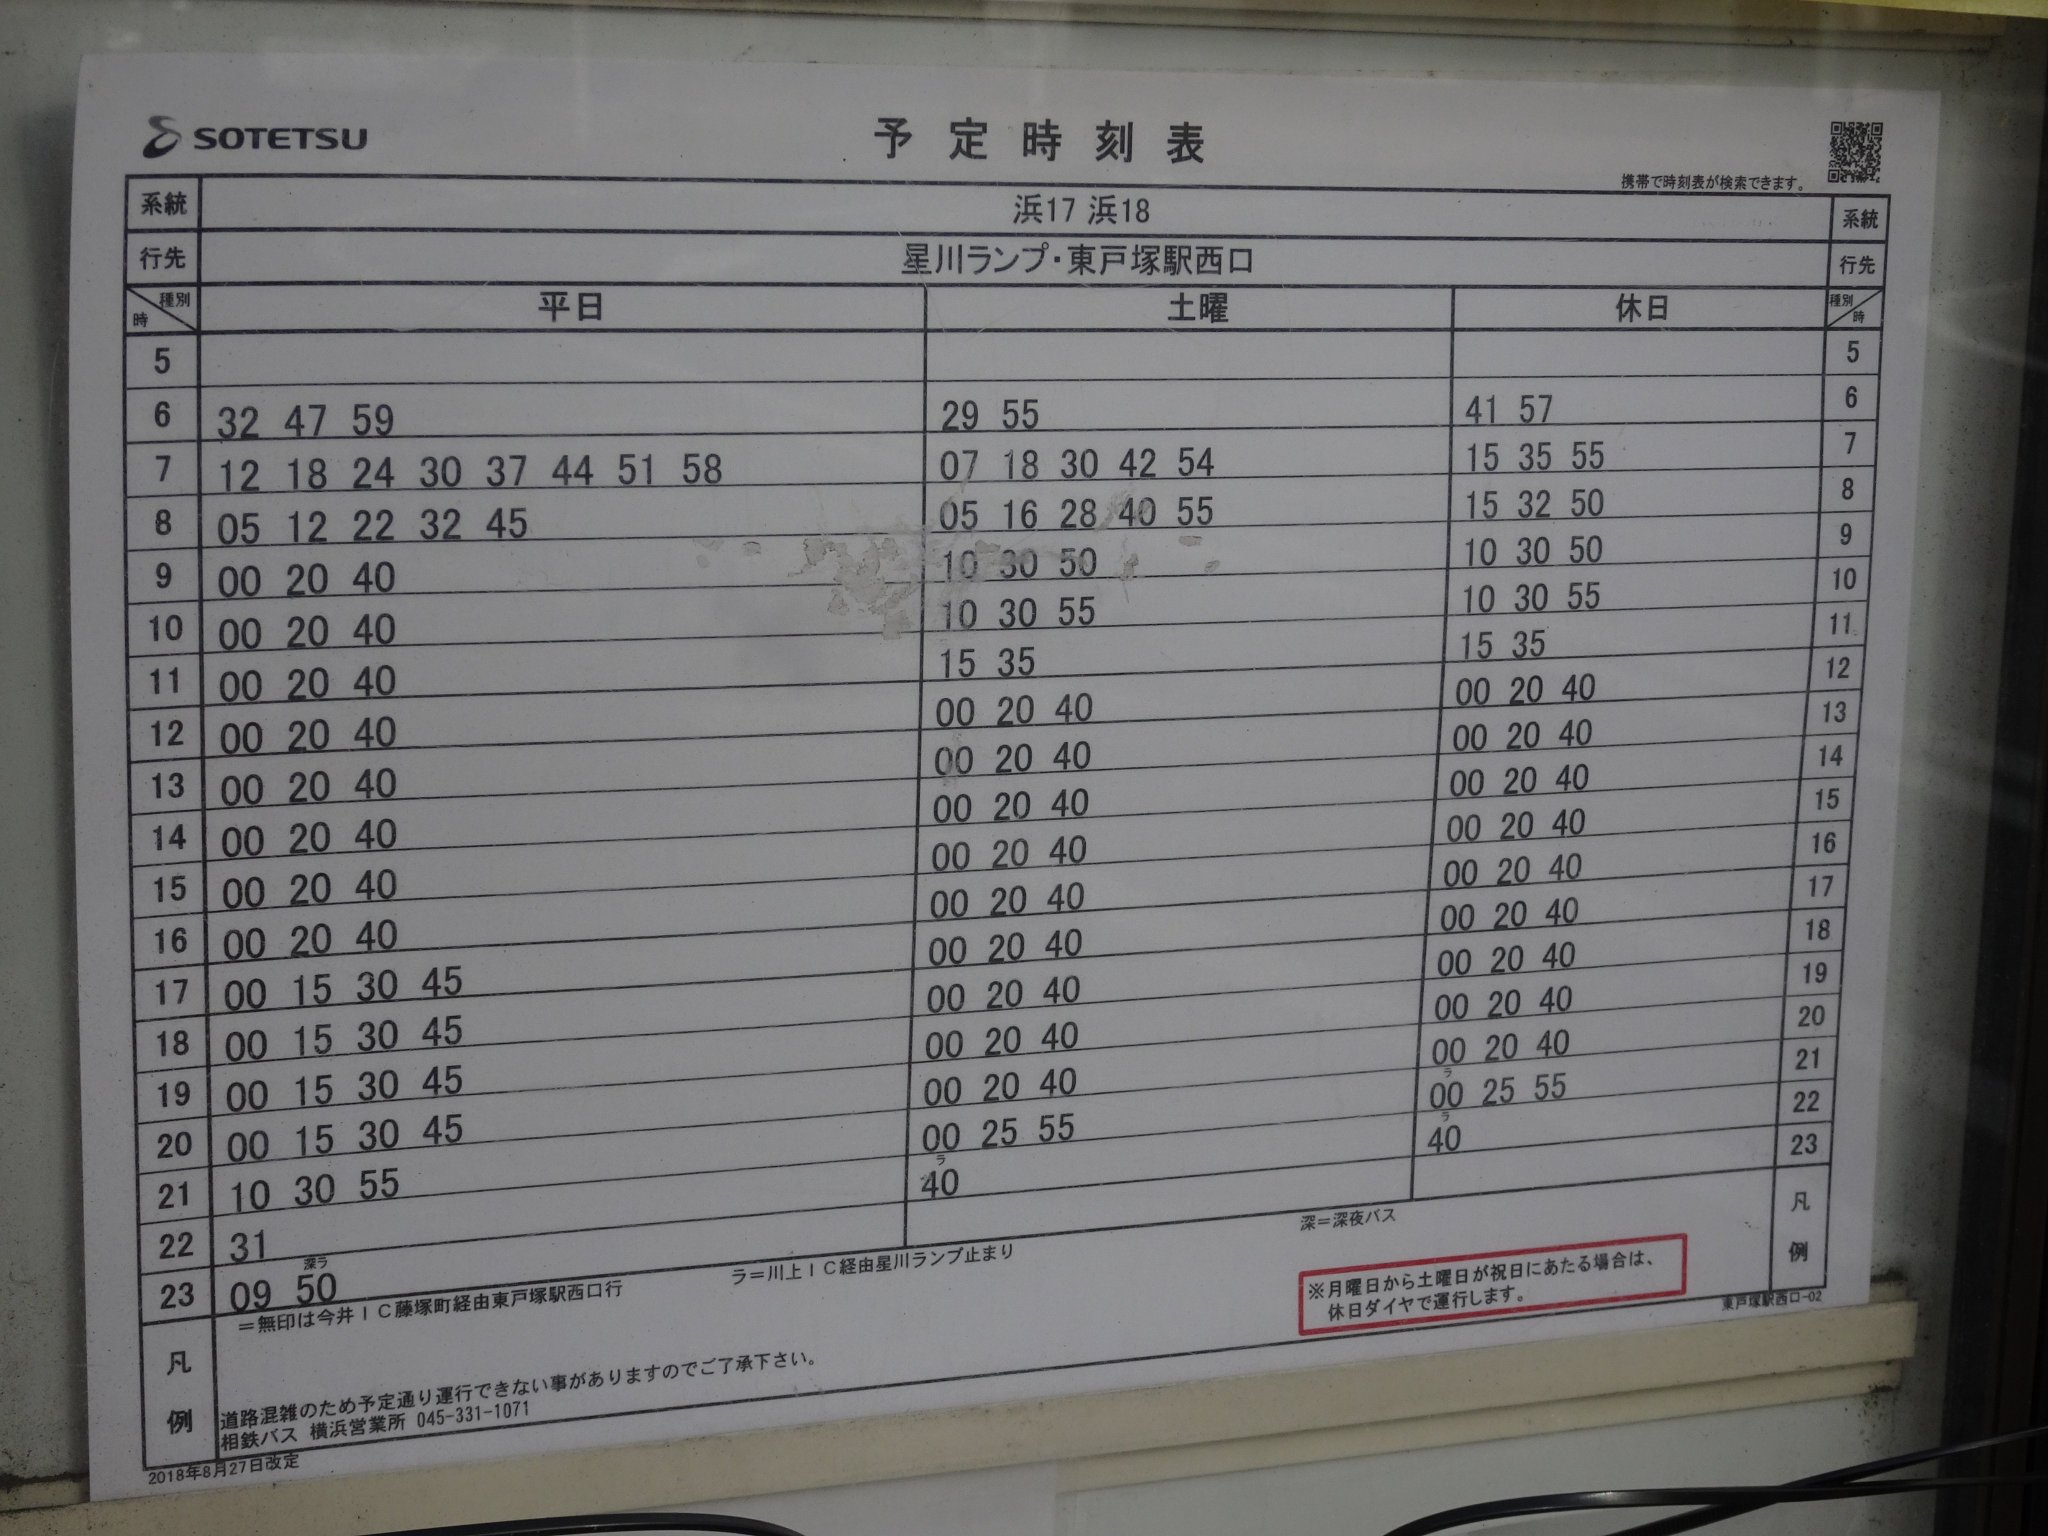 SOTETSU
予定時刻表
携帯で時刻表が検索できます。
系統 浜17 浜18 系統
行先 星川ランプ・東戸塚駅西口 行先
種別 時 平日 土曜 休日 種別 時
5 5
6 32 47 59 29 55 41 57 6
7 12 18 24 30 37 44 51 58 07 18 30 42 54 15 35 55 7
8 05 12 22 32 45 05 16 28 40 55 15 32 50 8
9 00 20 40 10 30 50 10 30 50 9
10 00 20 40 10 30 55 10 30 55 10
11 00 20 40 15 35 15 35 11
12 00 20 40 00 20 40 00 20 40 12
13 00 20 40 00 20 40 00 20 40 13
14 00 20 40 00 20 40 00 20 40 14
15 00 20 40 00 20 40 00 20 40 15
16 00 20 40 00 20 40 00 20 40 16
17 00 15 30 45 00 20 40 00 20 40 17
18 00 15 30 45 00 20 40 00 20 40 18
19 00 15 30 45 00 20 40 00 20 40 19
20 00 15 30 45 00 20 40 00 20 40 20
ラ
21 10 30 55 00 25 55 00 25 55 21
ラ ラ
22 31 40 40 22
深ラ
23 09 50 23
凡例 =無印は今井IC藤塚町経由東戸塚駅西口行 ラ=川上IC経由星川ランプ止まり 深=深夜バス 凡例
※月曜日から土曜日が祝日にあたる場合は、
休日ダイヤで運行します。
東戸塚駅西口-02
道路混雑のため予定通り運行できない事がありますのでご了承下さい。
相鉄バス 横浜営業所 045-331-1071
2018年8月27日改定